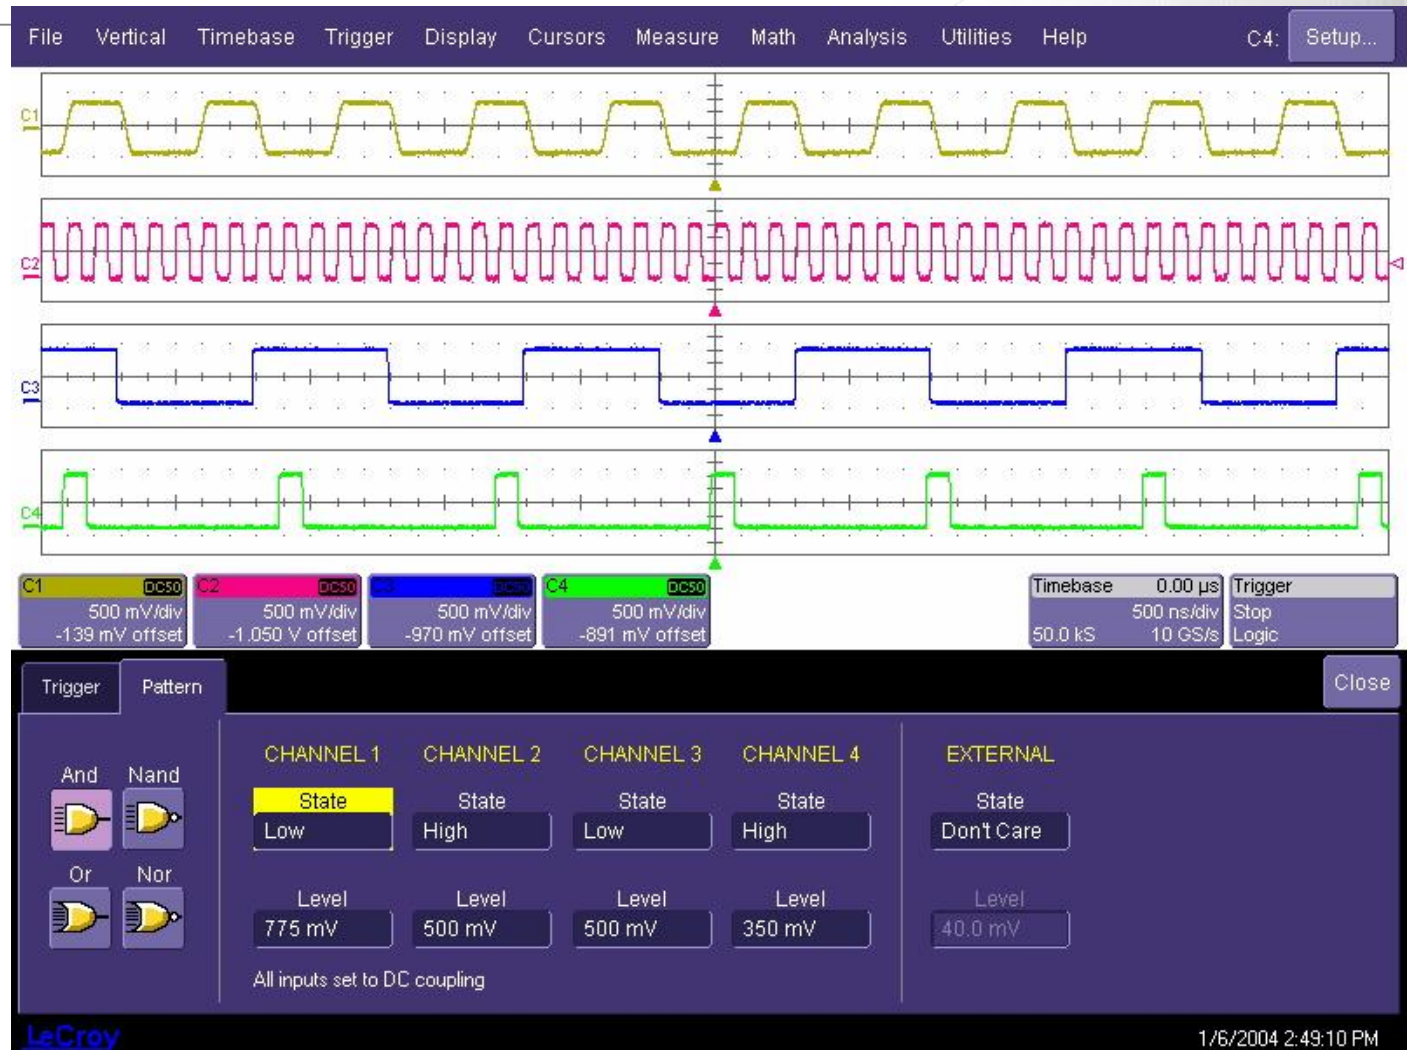 File Vertical Timebase Trigger Display Cursors Measure Math Analysis Utilities Help C4: Setup...
C1
C2
C3
C4
C1 DC50 C2 DC50 C3 DC50 C4 DC50 Timebase 0.00 µs Trigger
500 mV/div 500 mV/div 500 mV/div 500 mV/div 500 ns/div Stop
-139 mV offset -1.050 V offset -970 mV offset -891 mV offset 50.0 kS 10 GS/s Logic
Trigger Pattern Close
CHANNEL 1 CHANNEL 2 CHANNEL 3 CHANNEL 4 EXTERNAL
And Nand
State State State State State
Low High Low High Don't Care
Or Nor
Level Level Level Level Level
775 mV 500 mV 500 mV 350 mV 40.0 mV
All inputs set to DC coupling
LeCroy 1/6/2004 2:49:10 PM